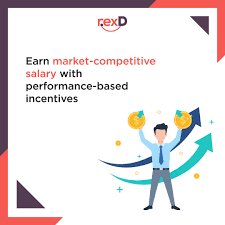 rexD
Earn market-competitive
salary with
performance-based
incentives